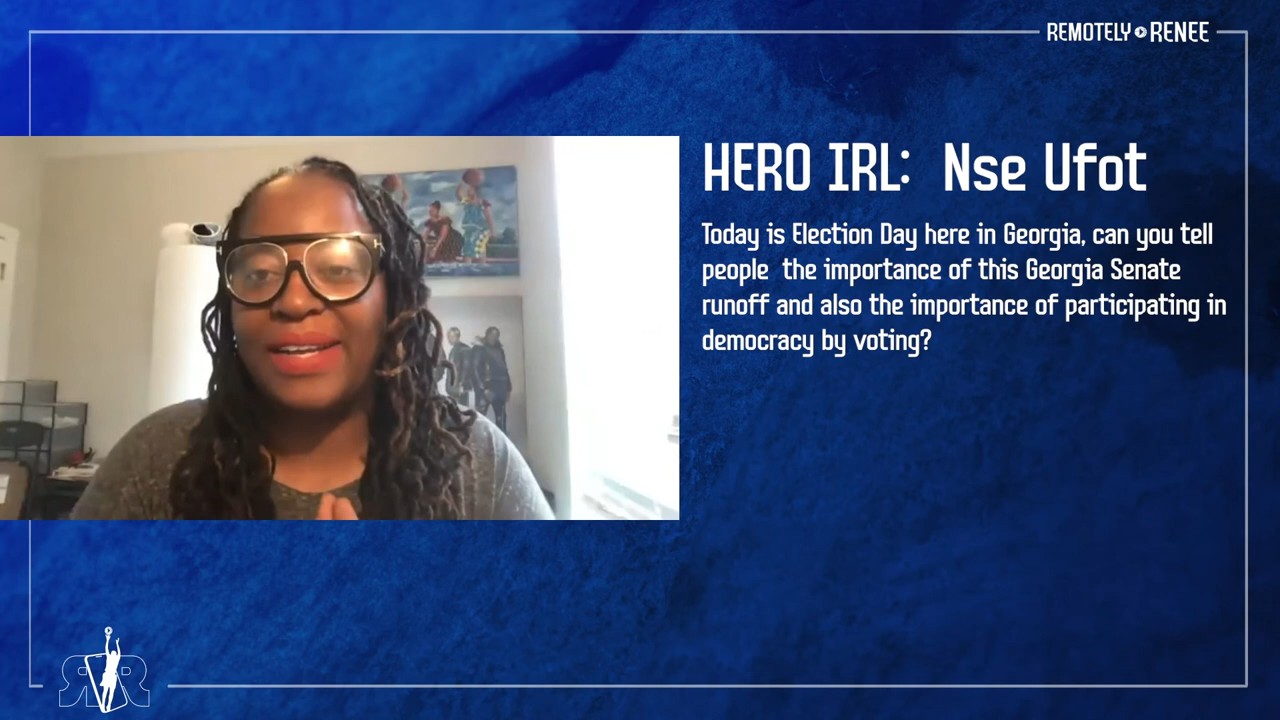 REMOTELY RENEE
HERO IRL: Nse Ufot
Today is Election Day here in Georgia, can you tell
people the importance of this Georgia Senate
runoff and also the importance of participating in
democracy by voting?
RR